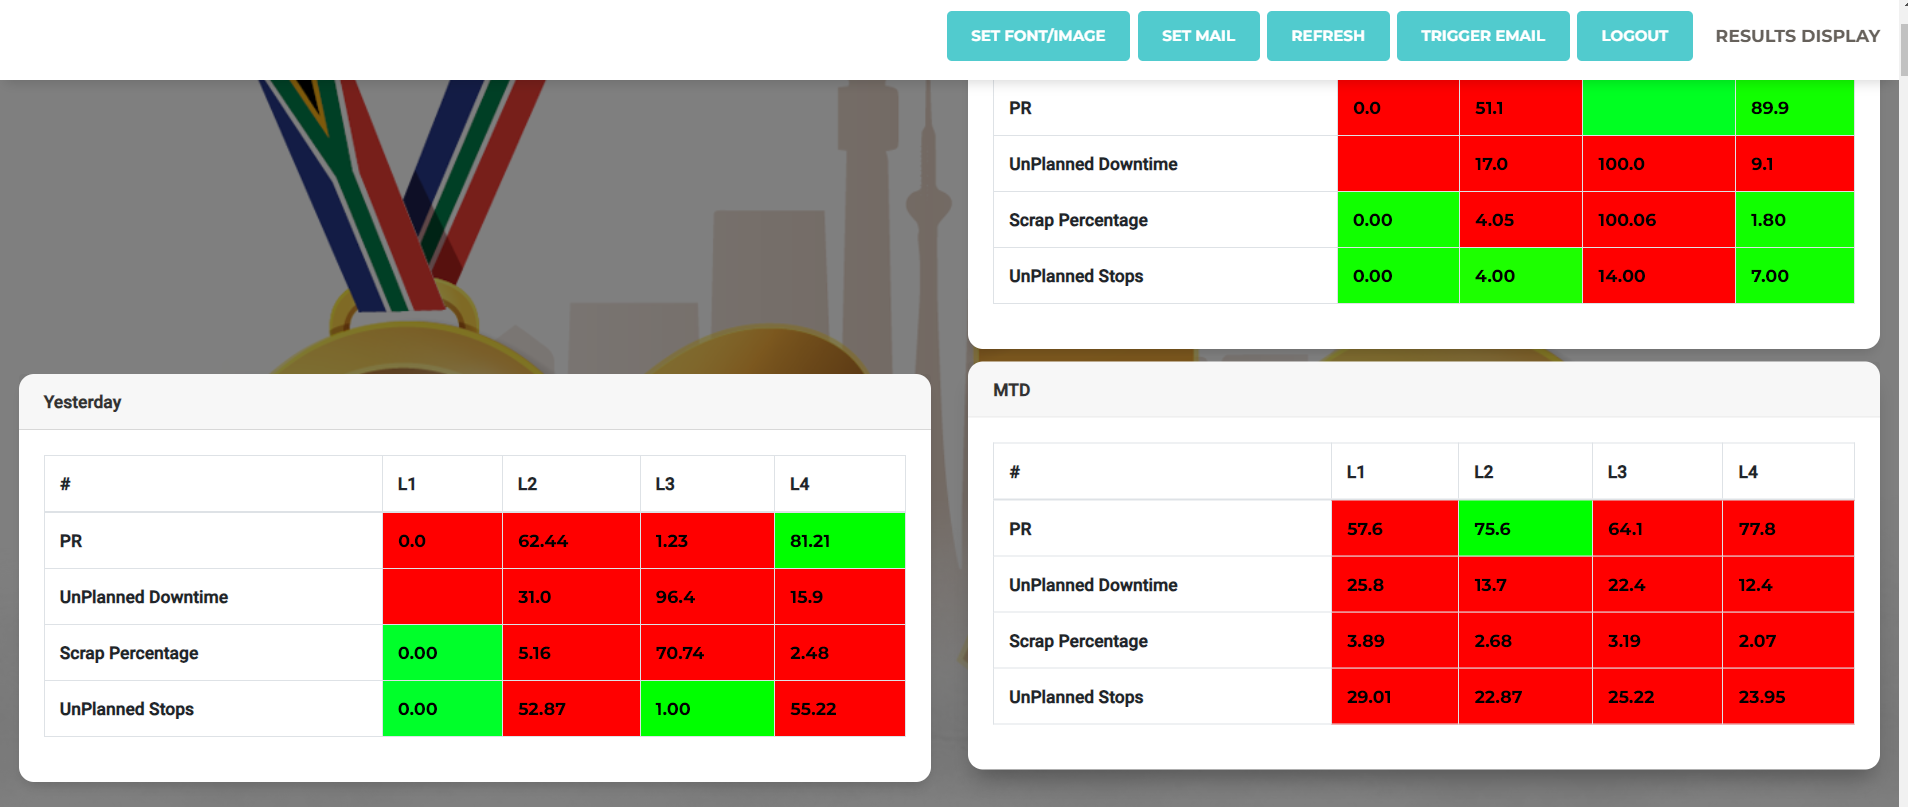 SET FONT/IMAGE SET MAIL REFRESH TRIGGER EMAIL LOGOUT RESULTS DISPLAY
PR 0.0 51.1 89.9
UnPlanned Downtime 17.0 100.0 9.1
Scrap Percentage 0.00 4.05 100.06 1.80
UnPlanned Stops 0.00 4.00 14.00 7.00
Yesterday
# L1 L2 L3 L4
PR 0.0 62.44 1.23 81.21
UnPlanned Downtime 31.0 96.4 15.9
Scrap Percentage 0.00 5.16 70.74 2.48
UnPlanned Stops 0.00 52.87 1.00 55.22
MTD
# L1 L2 L3 L4
PR 57.6 75.6 64.1 77.8
UnPlanned Downtime 25.8 13.7 22.4 12.4
Scrap Percentage 3.89 2.68 3.19 2.07
UnPlanned Stops 29.01 22.87 25.22 23.95